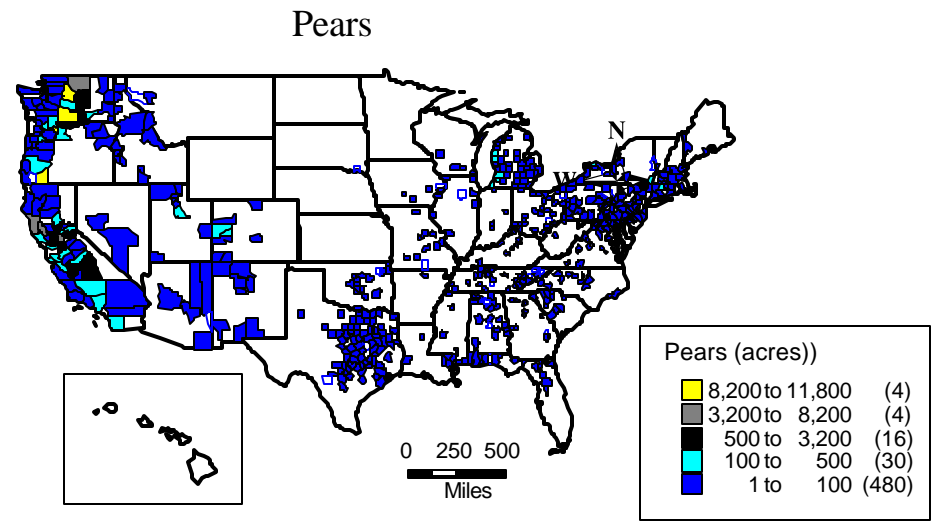 Pears
N
W
0 250 500
Miles
Pears (acres))
8,200 to 11,800 (4)
3,200 to 8,200 (4)
500 to 3,200 (16)
100 to 500 (30)
1 to 100 (480)